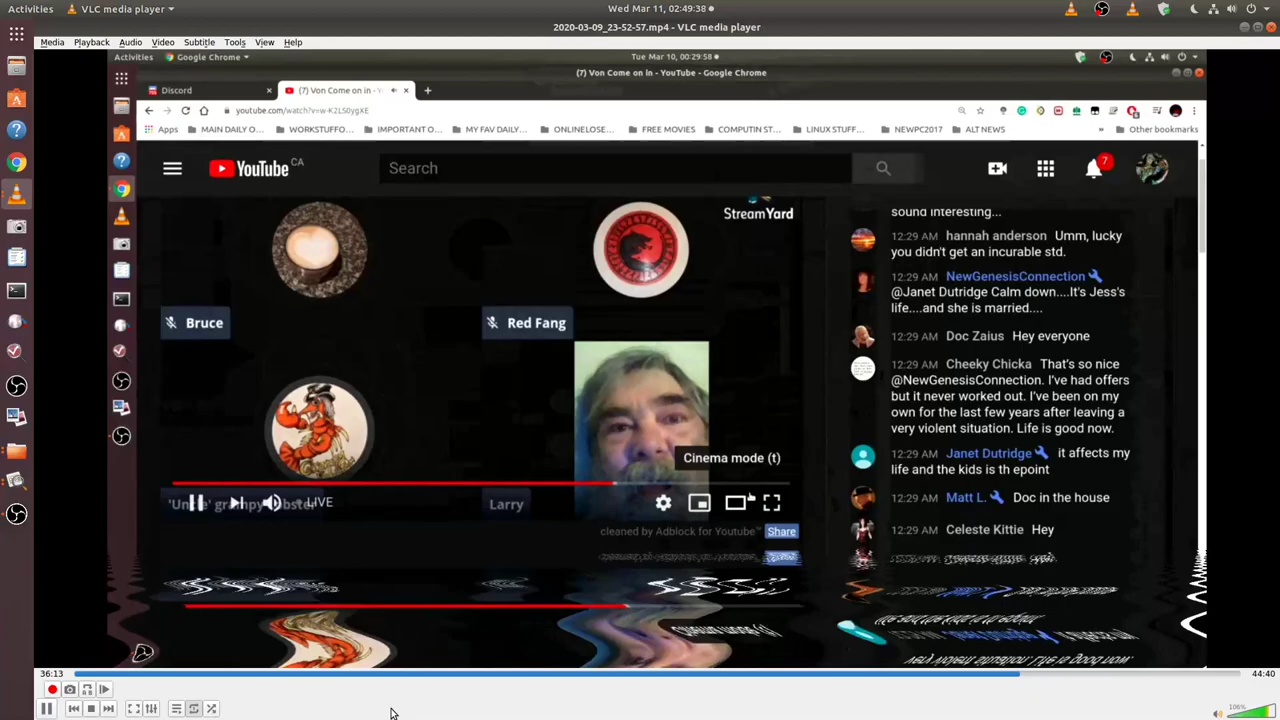 Activities VLC media player Wed Mar 11, 02:49:38
2020-03-09_23-52-57.mp4 - VLC media player
Media Playback Audio Video Subtitle Tools View Help
Activities Google Chrome Tue Mar 10, 00:29:58
(7) Von Come on In - YouTube - Google Chrome
Discord (7) Von Come on In - YouTube
youtube.com/watch?v=w-K2LS0ygKE
Apps MAIN DAILY O... WORKSTUFFO... IMPORTANT O... MY FAV DAILY... ONLINELOSE... FREE MOVIES COMPUTIN ST... LINUX STUFF... NEWPC2017 ALT NEWS » Other bookmarks
YouTube CA Search 7
StreamYard
Bruce
Red Fang
Larry
LIVE
Cinema mode (t)
cleaned by Adblock for Youtube™ Share
sound interesting...
12:29 AM hannah anderson Umm, lucky
you didn't get an incurable std.
12:29 AM NewGenesisConnection
@Janet Dutridge Calm down....It's Jess's
life....and she is married....
12:29 AM Doc Zaius Hey everyone
12:29 AM Cheeky Chicka That's so nice
@NewGenesisConnection. I've had offers
but it never worked out. I've been on my
own for the last few years after leaving a
very violent situation. Life is good now.
12:29 AM Janet Dutridge it affects my
life and the kids is th epoint
12:29 AM Matt L. Doc in the house
12:29 AM Celeste Kittie Hey
36:13 44:40
106%